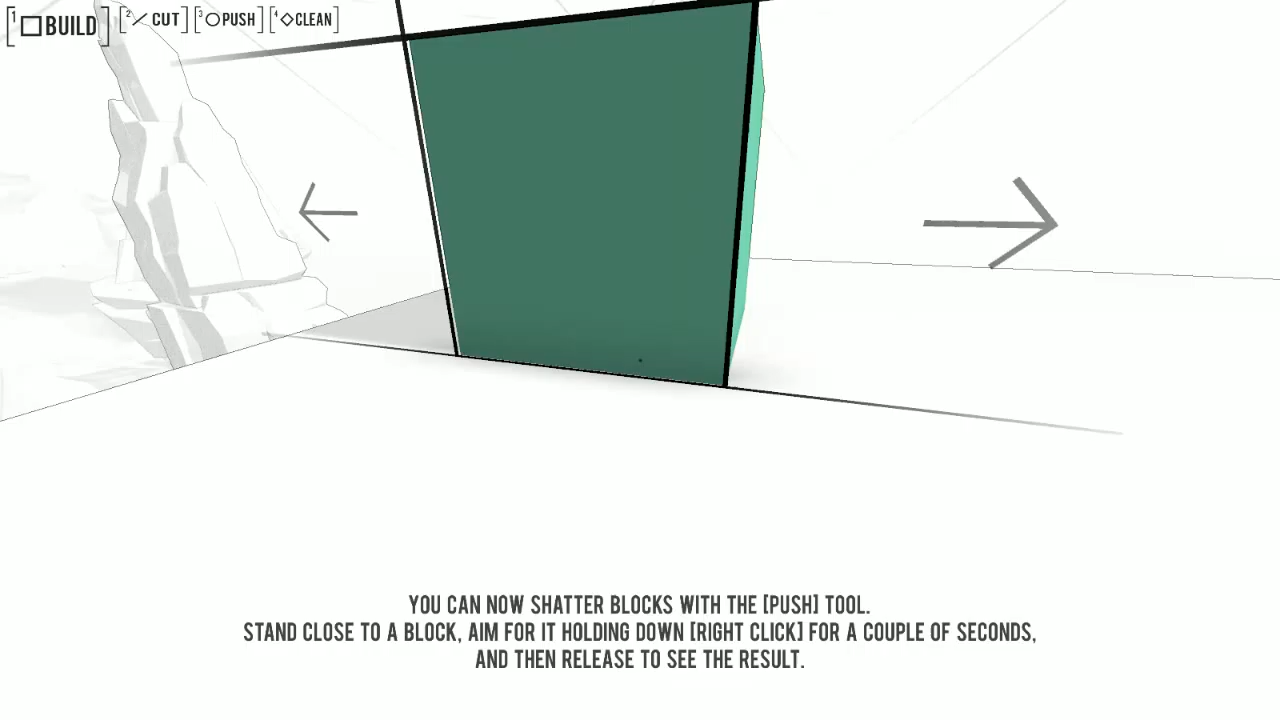 1 BUILD 2 CUT 3 PUSH 4 CLEAN
YOU CAN NOW SHATTER BLOCKS WITH THE [PUSH] TOOL.
STAND CLOSE TO A BLOCK, AIM FOR IT HOLDING DOWN [RIGHT CLICK] FOR A COUPLE OF SECONDS,
AND THEN RELEASE TO SEE THE RESULT.